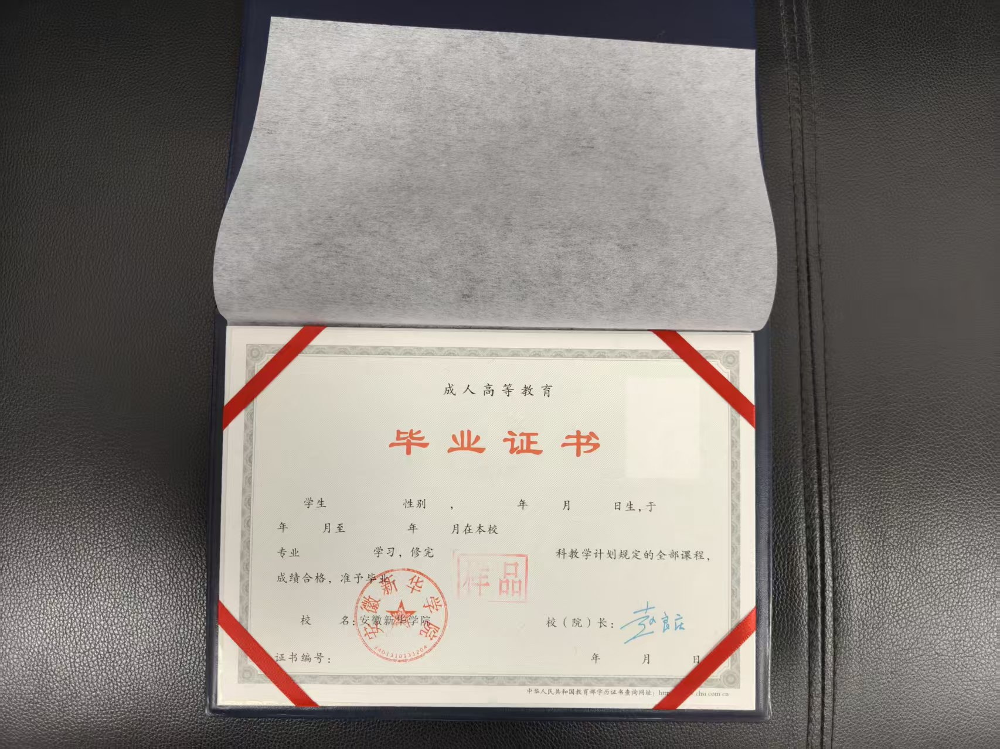 成人高等教育
毕业证书
学生 性别 , 年 月 日生,于
年 月至 年 月在本校
专业 学习，修完 科教学计划规定的全部课程，
成绩合格，准予毕业
样品
安徽新华学院
3401310131204
校 名：安徽新华学院 校（院）长：赵良庆
证书编号： 年 月 日
中华人民共和国教育部学历证书查询网址：http chsi.com.cn